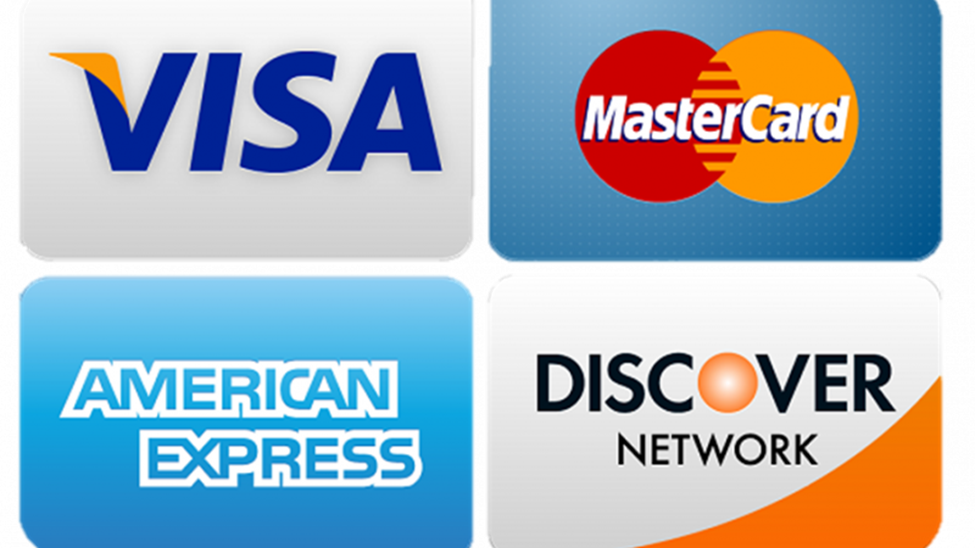 VISA
MasterCard
AMERICAN
EXPRESS
DISCOVER
NETWORK